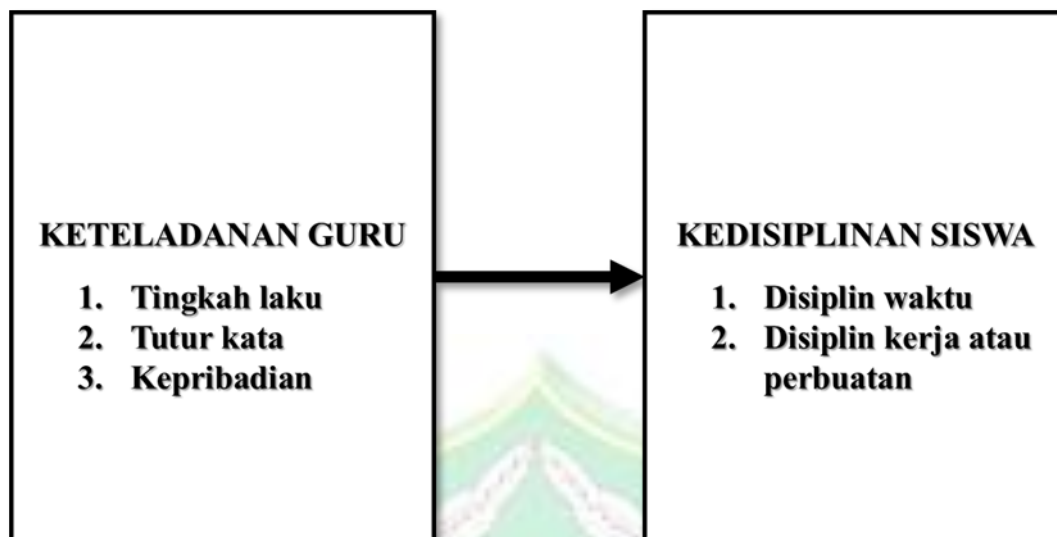 KETELADANAN GURU
1. Tingkah laku
2. Tutur kata
3. Kepribadian
KEDISIPLINAN SISWA
1. Disiplin waktu
2. Disiplin kerja atau
perbuatan